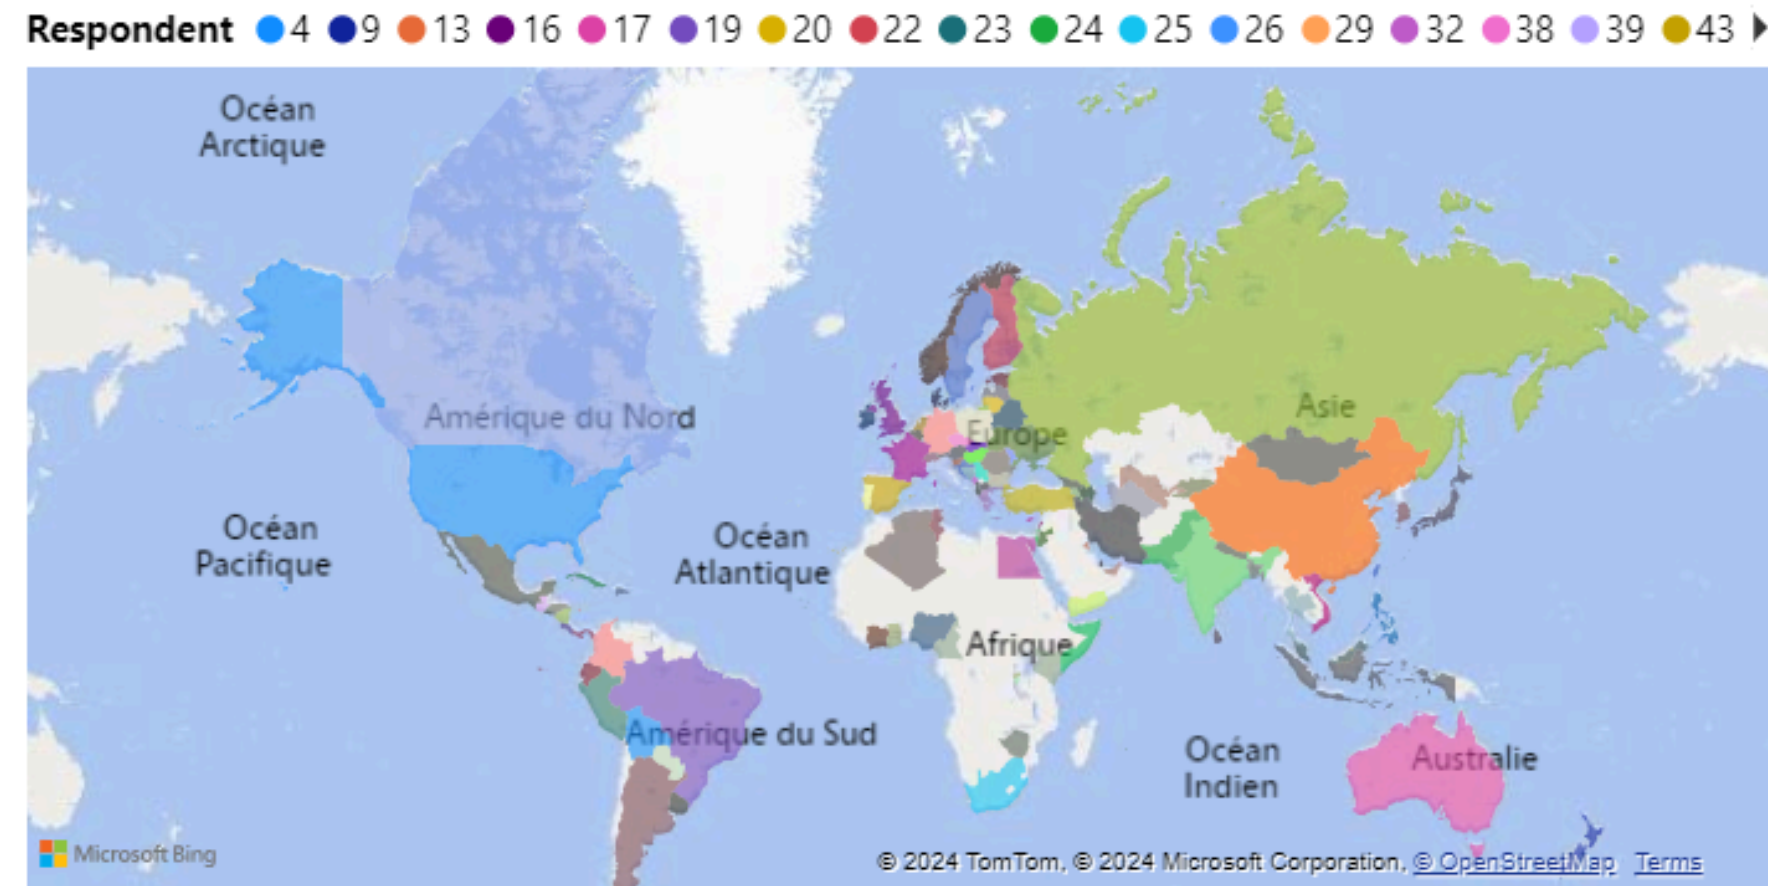 Respondent 4 9 13 16 17 19 20 22 23 24 25 26 29 32 38 39 43
Océan
Arctique
Amérique du Nord
Asie
Europe
Océan
Pacifique
Océan
Atlantique
Afrique
Amérique du Sud
Océan
Indien
Australie
Microsoft Bing
© 2024 TomTom, © 2024 Microsoft Corporation, © OpenStreetMap Terms